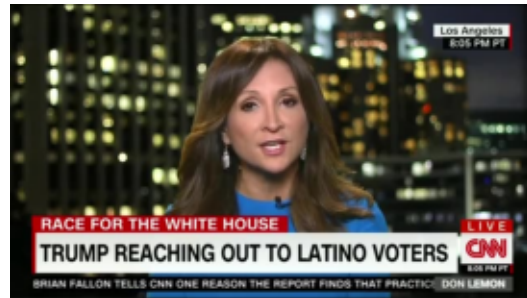 Los Angeles
8:05 PM PT
RACE FOR THE WHITE HOUSE
LIVE
TRUMP REACHING OUT TO LATINO VOTERS
CNN
8:05 PM PT
BRIAN FALLON TELLS CNN ONE REASON THE REPORT FINDS THAT PRACTIC
DON LEMON